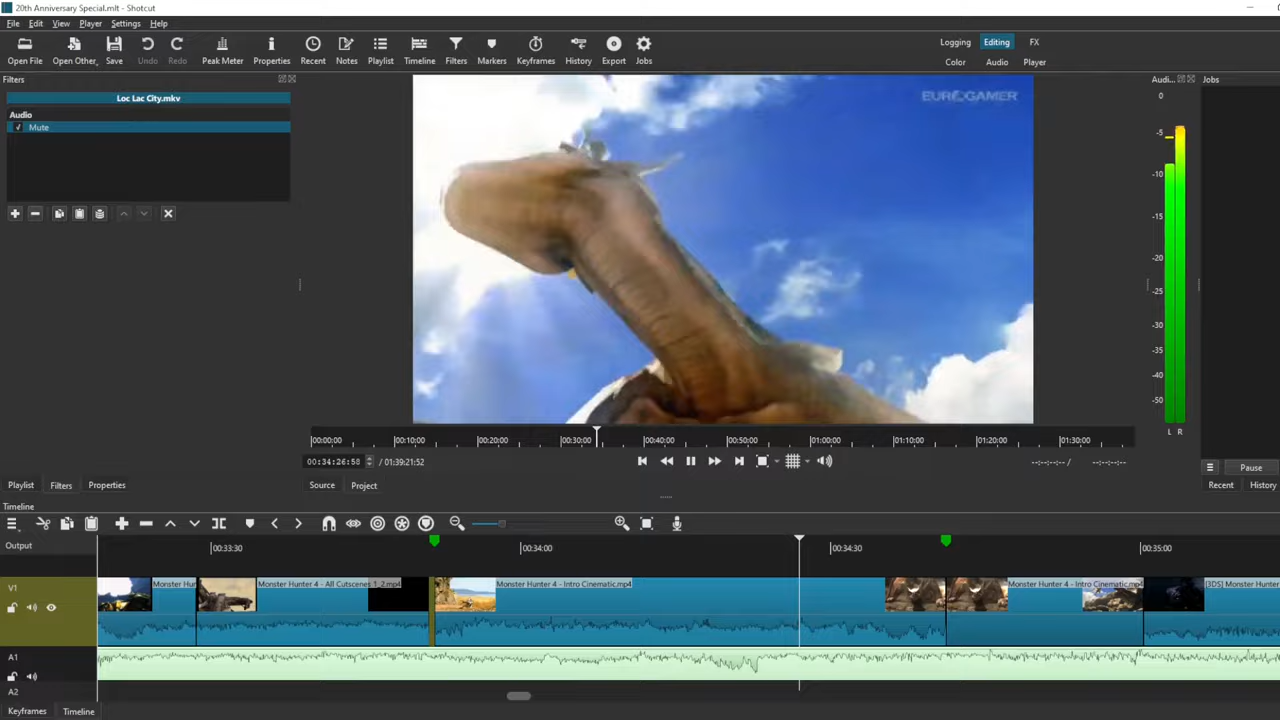 20th Anniversary Special.mlt - Shotcut
File Edit View Player Settings Help
Open File Open Other Save Undo Redo Peak Meter Properties Recent Notes Playlist Timeline Filters Markers Keyframes History Export Jobs
Logging Editing FX
Color Audio Player
Filters
Audi...
Jobs
Loc Lac City.mkv
Audio
Mute
EUROGAMER
0
-5
-10
-15
-20
-25
-30
-35
-40
-45
-50
L R
00:00:00 00:10:00 00:20:00 00:30:00 00:40:00 00:50:00 01:00:00 01:10:00 01:20:00 01:30:00
00:34:26:58 / 01:39:21:52
--:--:--:-- / --:--:--:--
Pause
Playlist Filters Properties
Source Project
Recent History
Timeline
Output
00:33:30 00:34:00 00:34:30 00:35:00
V1
Monster Hun
Monster Hunter 4 - All Cutscenes 1_2.mp4
Monster Hunter 4 - Intro Cinematic.mp4
Monster Hunter 4 - Intro Cinematic.mp4
[3DS] Monster Hunter
A1
A2
Keyframes Timeline